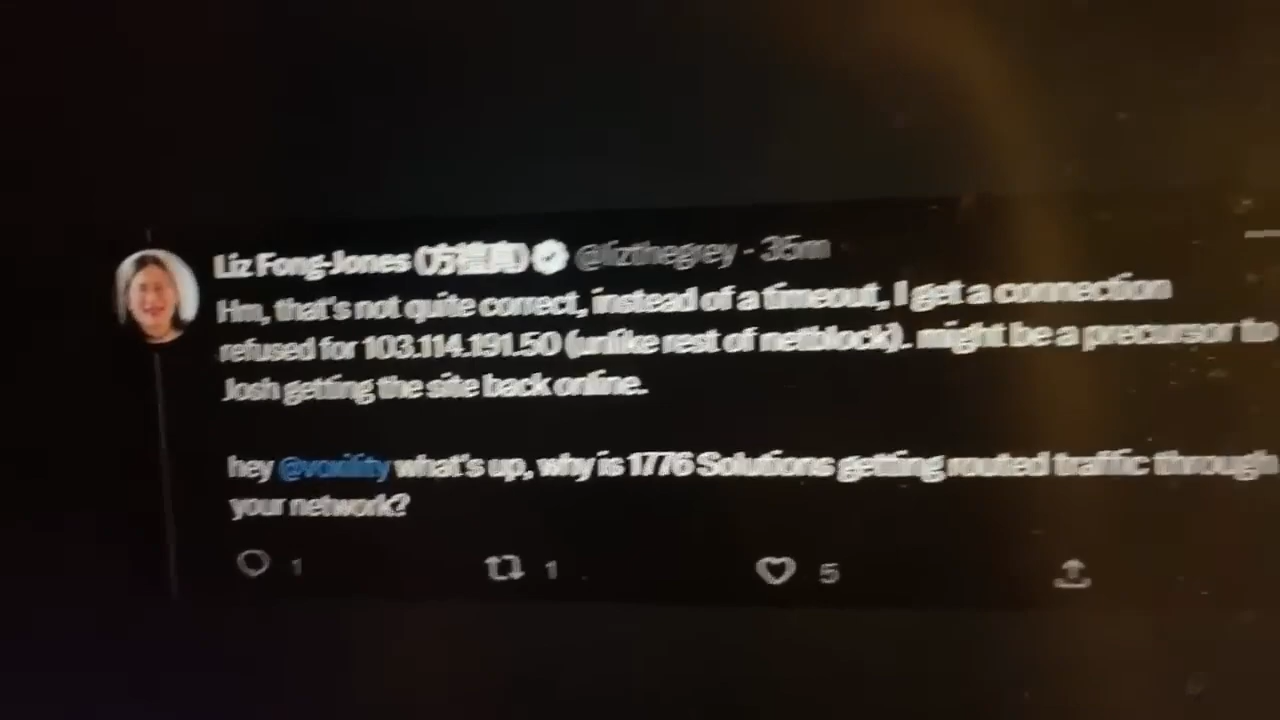 Liz Fong-Jones @lizthegrey · 35m
Hm, that's not quite correct, instead of a timeout, I get a connection
refused for 103.114.191.50 (unlike rest of netblock). might be a precursor to
Josh getting the site back online.
hey @voxility what's up, why is 1776 Solutions getting routed traffic through
your network?
1 1 5